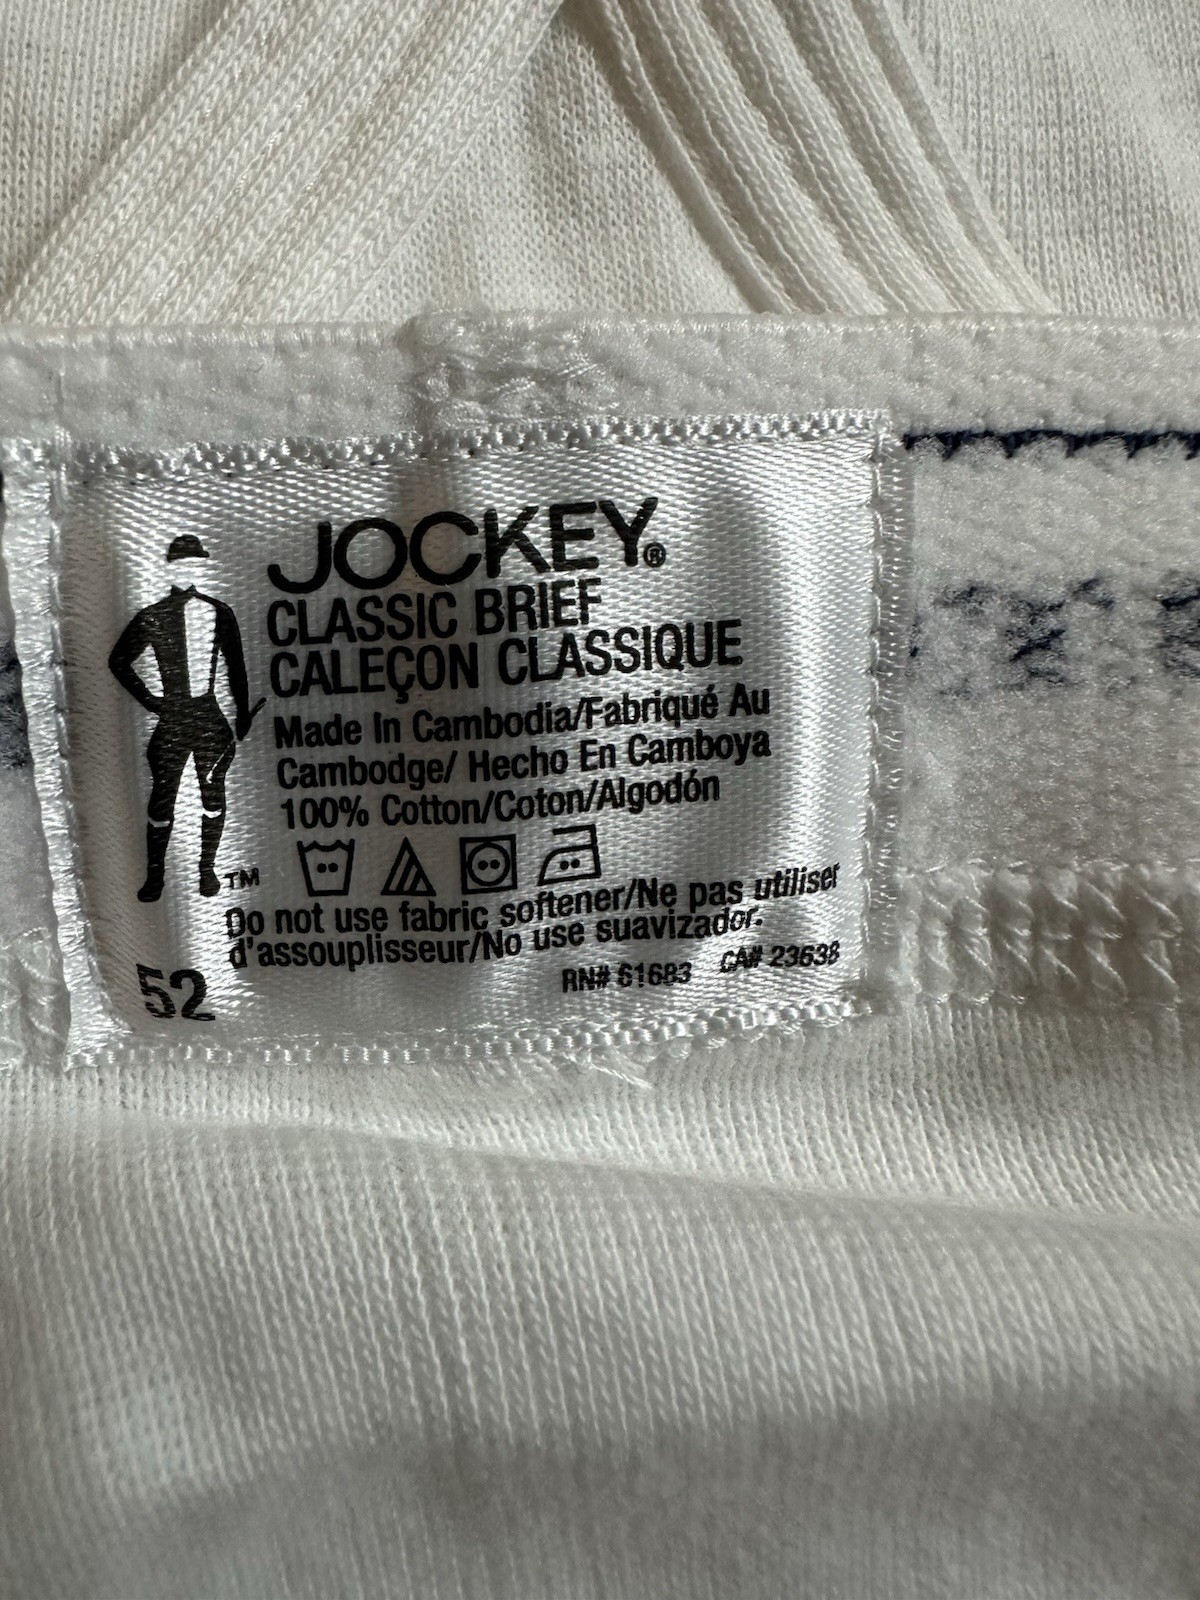 JOCKEY®
CLASSIC BRIEF
CALEÇON CLASSIQUE
Made In Cambodia/Fabriqué Au
Cambodge/ Hecho En Camboya
100% Cotton/Coton/Algodón
TM
Do not use fabric softener/Ne pas utiliser
d'assouplisseur/No use suavizador.
RN# 61683 CA# 23638
52